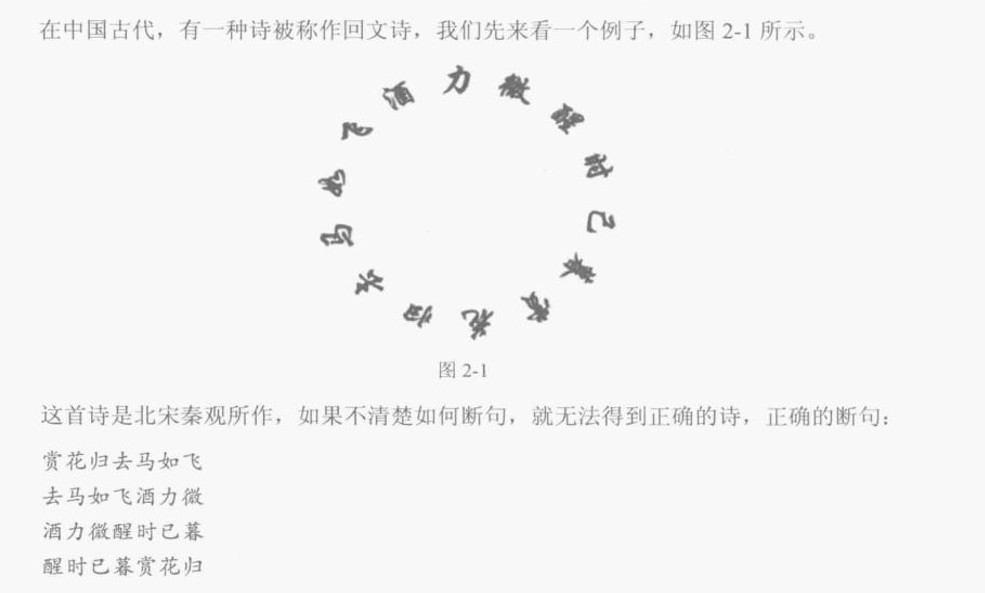 在中国古代，有一种诗被称作回文诗，我们先来看一个例子，如图 2-1 所示。
酒力微醒时已暮赏花归去马如飞
图 2-1
这首诗是北宋秦观所作，如果不清楚如何断句，就无法得到正确的诗，正确的断句：
赏花归去马如飞
去马如飞酒力微
酒力微醒时已暮
醒时已暮赏花归